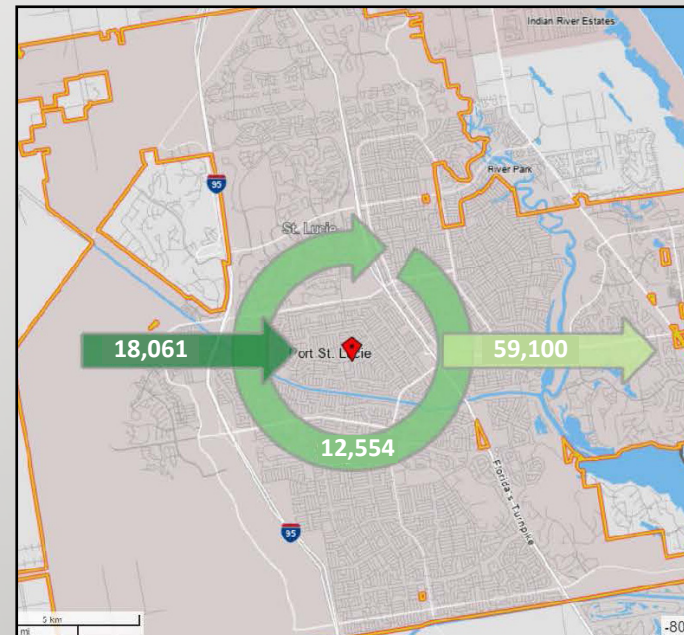 Indian River Estates
River Park
95
St. Lucie
18,061
Port St. Lucie
59,100
12,554
Florida's Turnpike
95
5 km
mi
-80